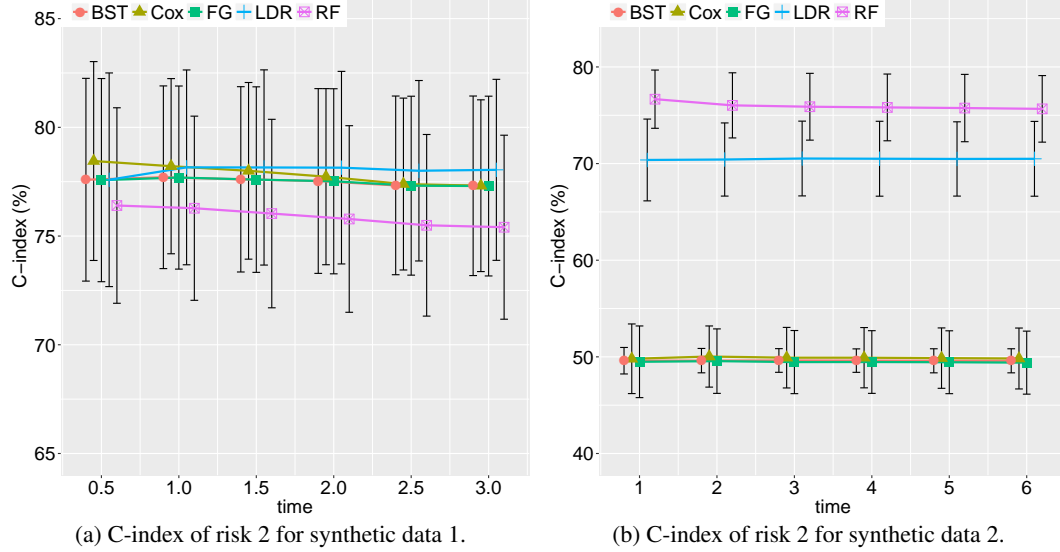 BST Cox FG LDR RF
85
80
75
70
65
C-index (%)
0.5 1.0 1.5 2.0 2.5 3.0
time
(a) C-index of risk 2 for synthetic data 1.
BST Cox FG LDR RF
80
70
60
50
40
C-index (%)
1 2 3 4 5 6
time
(b) C-index of risk 2 for synthetic data 2.